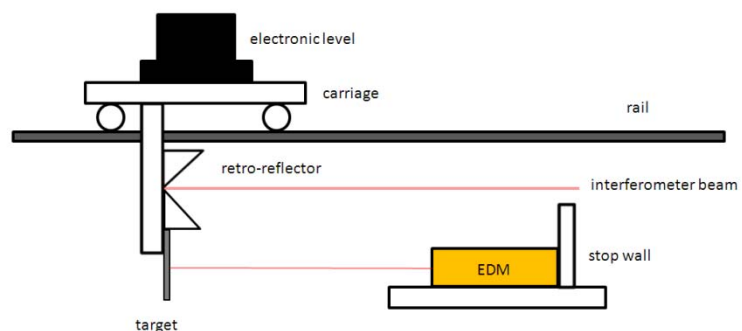 electronic level
carriage
rail
retro-reflector
interferometer beam
stop wall
EDM
target